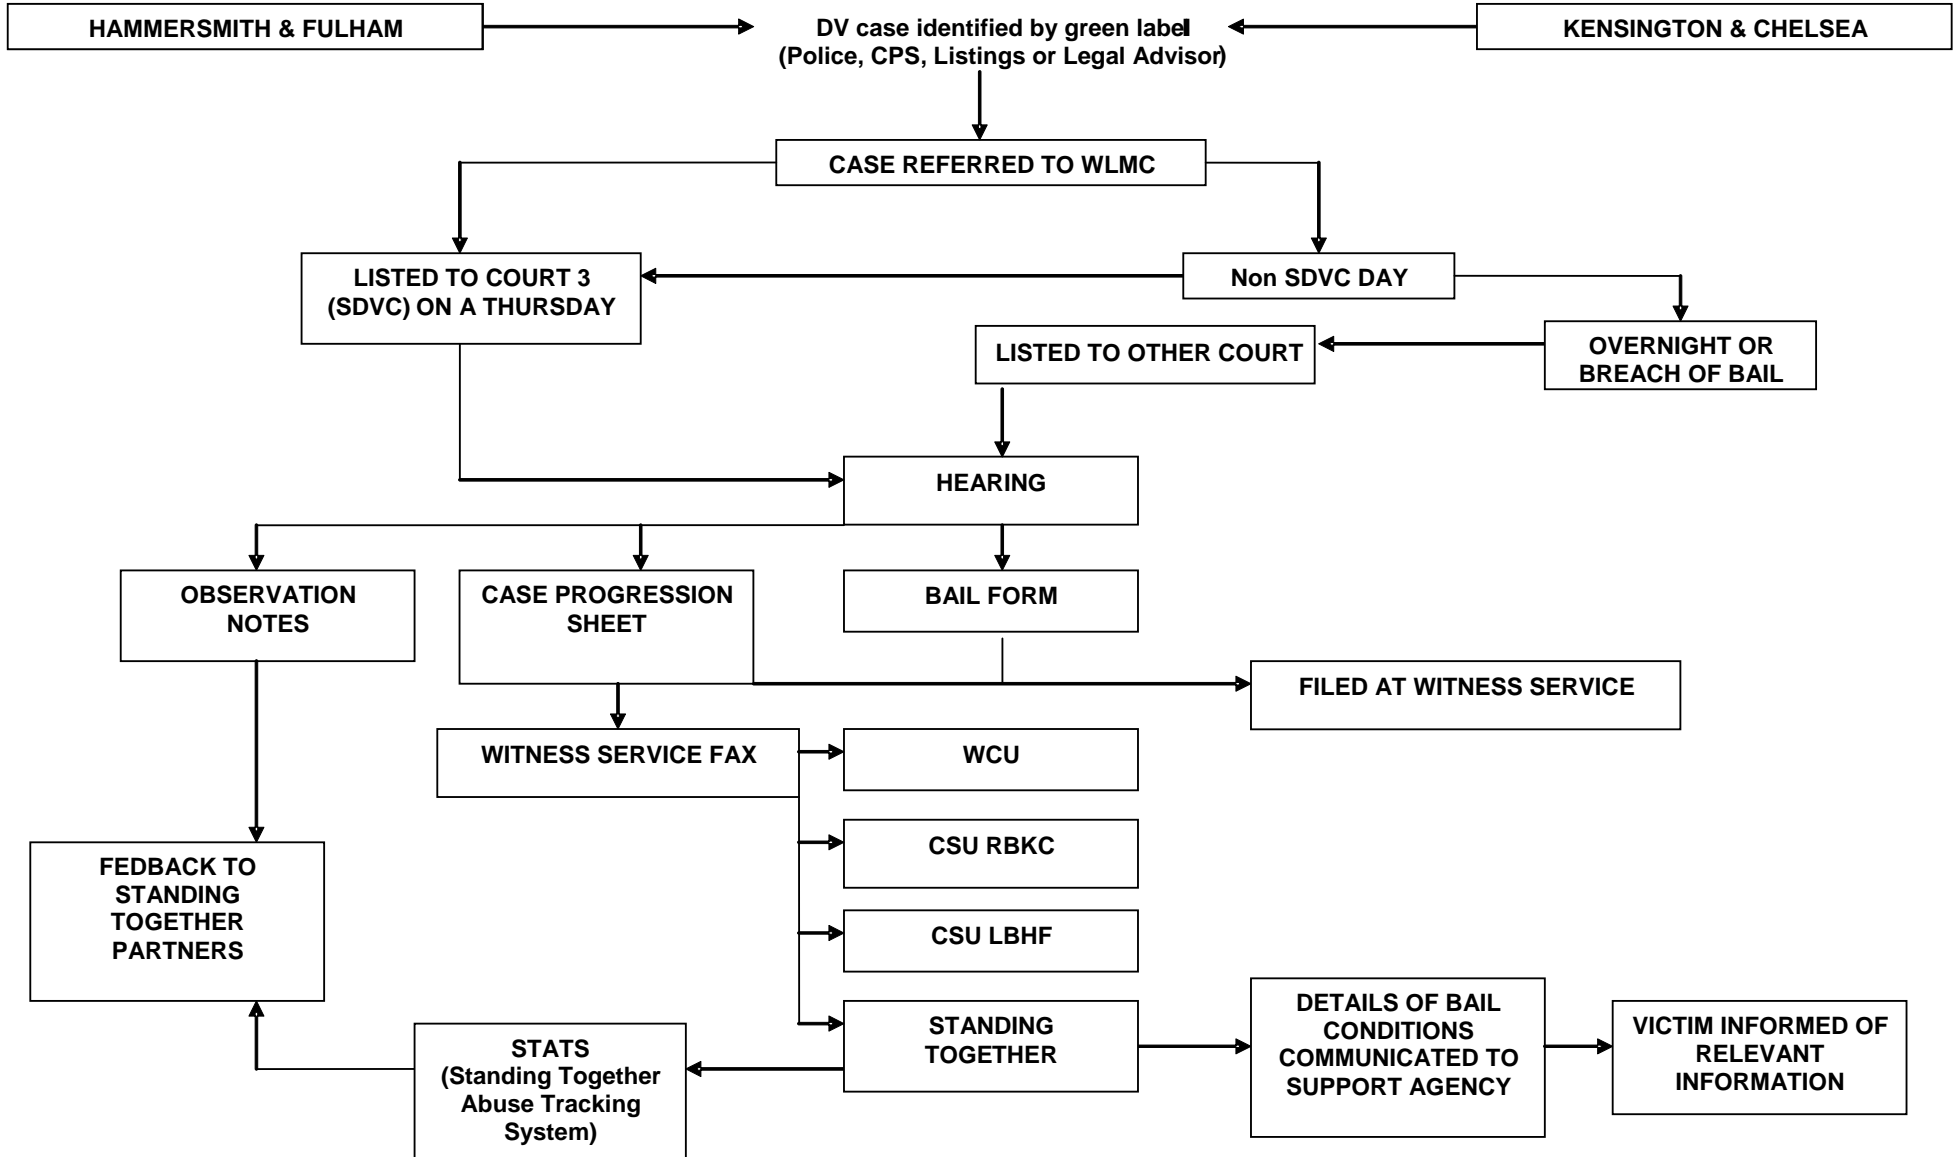 HAMMERSMITH & FULHAM
DV case identified by green label
(Police, CPS, Listings or Legal Advisor)
KENSINGTON & CHELSEA
CASE REFERRED TO WLMC
LISTED TO COURT 3
(SDVC) ON A THURSDAY
Non SDVC DAY
LISTED TO OTHER COURT
OVERNIGHT OR
BREACH OF BAIL
HEARING
OBSERVATION
NOTES
CASE PROGRESSION
SHEET
BAIL FORM
FILED AT WITNESS SERVICE
WITNESS SERVICE FAX
WCU
CSU RBKC
CSU LBHF
FEDBACK TO
STANDING
TOGETHER
PARTNERS
STANDING
TOGETHER
DETAILS OF BAIL
CONDITIONS
COMMUNICATED TO
SUPPORT AGENCY
VICTIM INFORMED OF
RELEVANT
INFORMATION
STATS
(Standing Together
Abuse Tracking
System)